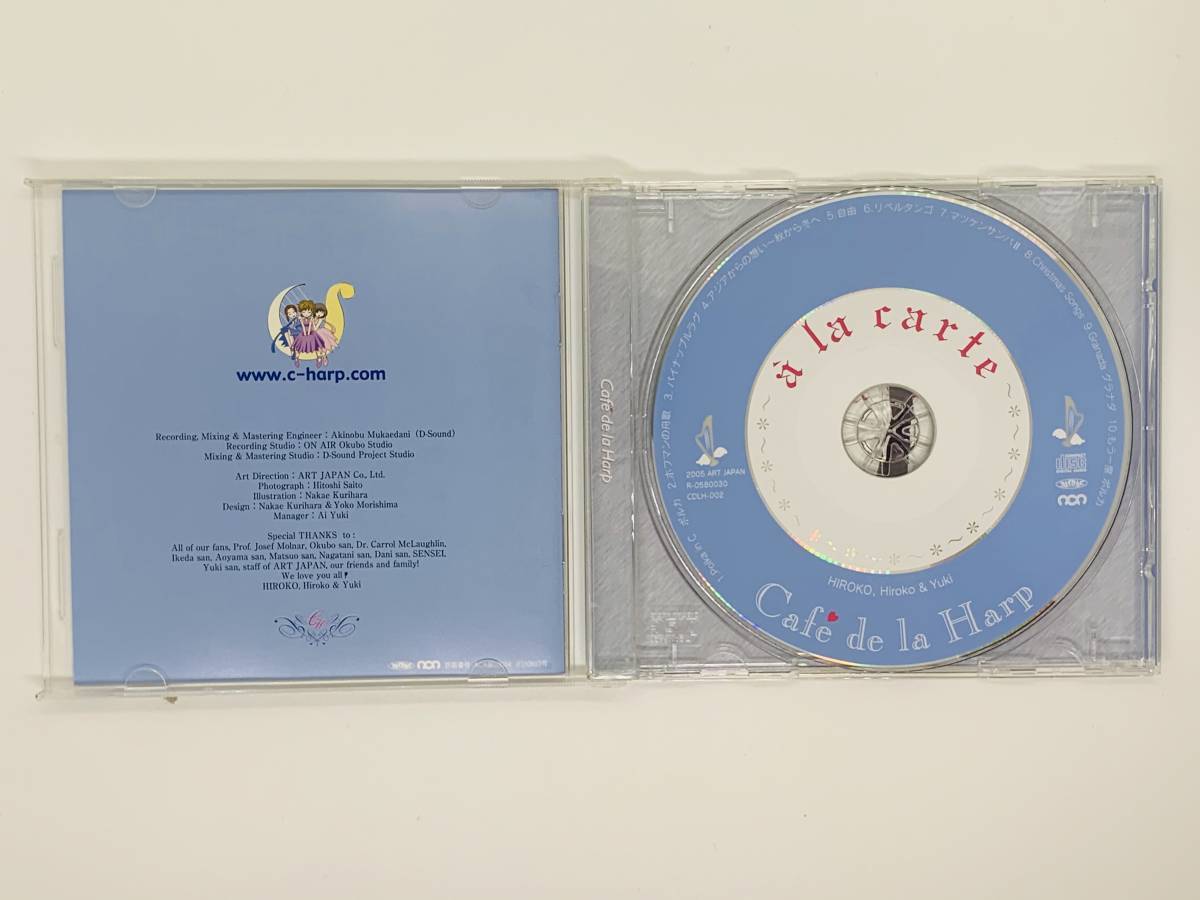 www.c-harp.com
Recording, Mixing & Mastering Engineer：Akinobu Mukaedani（D-Sound）
Recording Studio：ON AIR Okubo Studio
Mixing & Mastering Studio：D-Sound Project Studio
Art Direction：ART JAPAN Co., Ltd.
Photograph：Hitoshi Saito
Illustration：Nakae Kurihara
Design：Nakae Kurihara & Yoko Morishima
Manager：Ai Yuki
Special THANKS to：
All of our fans, Prof. Josef Molnar, Okubo san, Dr. Carrol McLaughlin,
Ikeda san, Aoyama san, Matsuo san, Nagatani san, Dani san, SENSEI,
Yuki san, staff of ART JAPAN, our friends and family!
We love you all!
HIROKO, Hiroko & Yuki
Café de la Harp
1.Polka in C ポルカ 2.ホフマンの舟歌 3.パイナップルラグ 4.アジアからの想い～秋から冬へ 5.自由 6.リベルタンゴ 7.マツケンサンバⅡ 8.Christmas Songs 9.Granada グラナダ 10.もう一度 ポルカ
à la carte
2005 ART JAPAN
R-0580030
CDLH-002
COMPACT
disc
DIGITAL AUDIO
HIROKO, Hiroko & Yuki
Café de la Harp